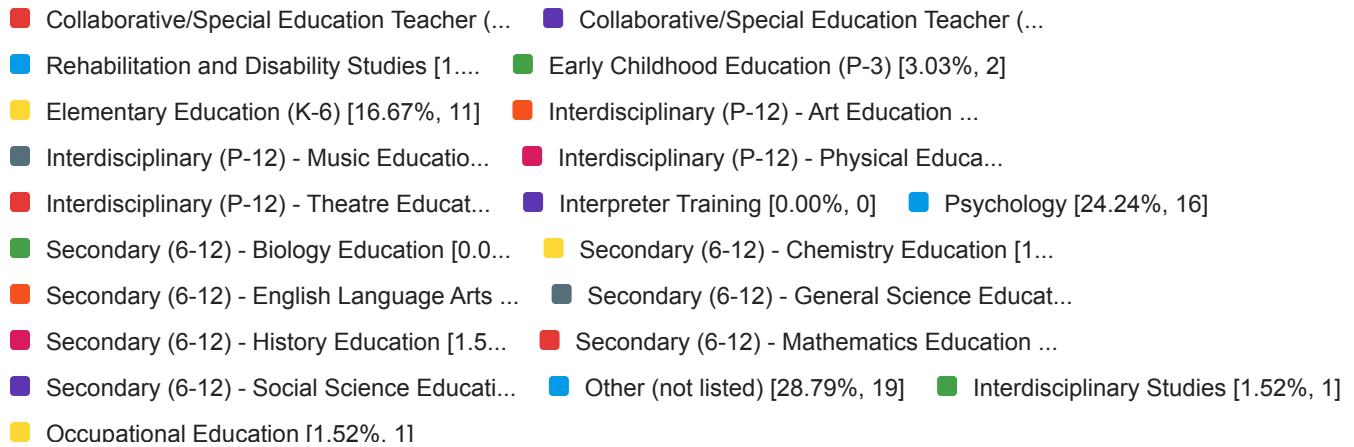 Collaborative/Special Education Teacher (... Collaborative/Special Education Teacher (...
Rehabilitation and Disability Studies [1.... Early Childhood Education (P-3) [3.03%, 2]
Elementary Education (K-6) [16.67%, 11] Interdisciplinary (P-12) - Art Education ...
Interdisciplinary (P-12) - Music Educatio... Interdisciplinary (P-12) - Physical Educa...
Interdisciplinary (P-12) - Theatre Educat... Interpreter Training [0.00%, 0] Psychology [24.24%, 16]
Secondary (6-12) - Biology Education [0.0... Secondary (6-12) - Chemistry Education [1...
Secondary (6-12) - English Language Arts ... Secondary (6-12) - General Science Educat...
Secondary (6-12) - History Education [1.5... Secondary (6-12) - Mathematics Education ...
Secondary (6-12) - Social Science Educati... Other (not listed) [28.79%, 19] Interdisciplinary Studies [1.52%, 1]
Occupational Education [1.52%, 1]